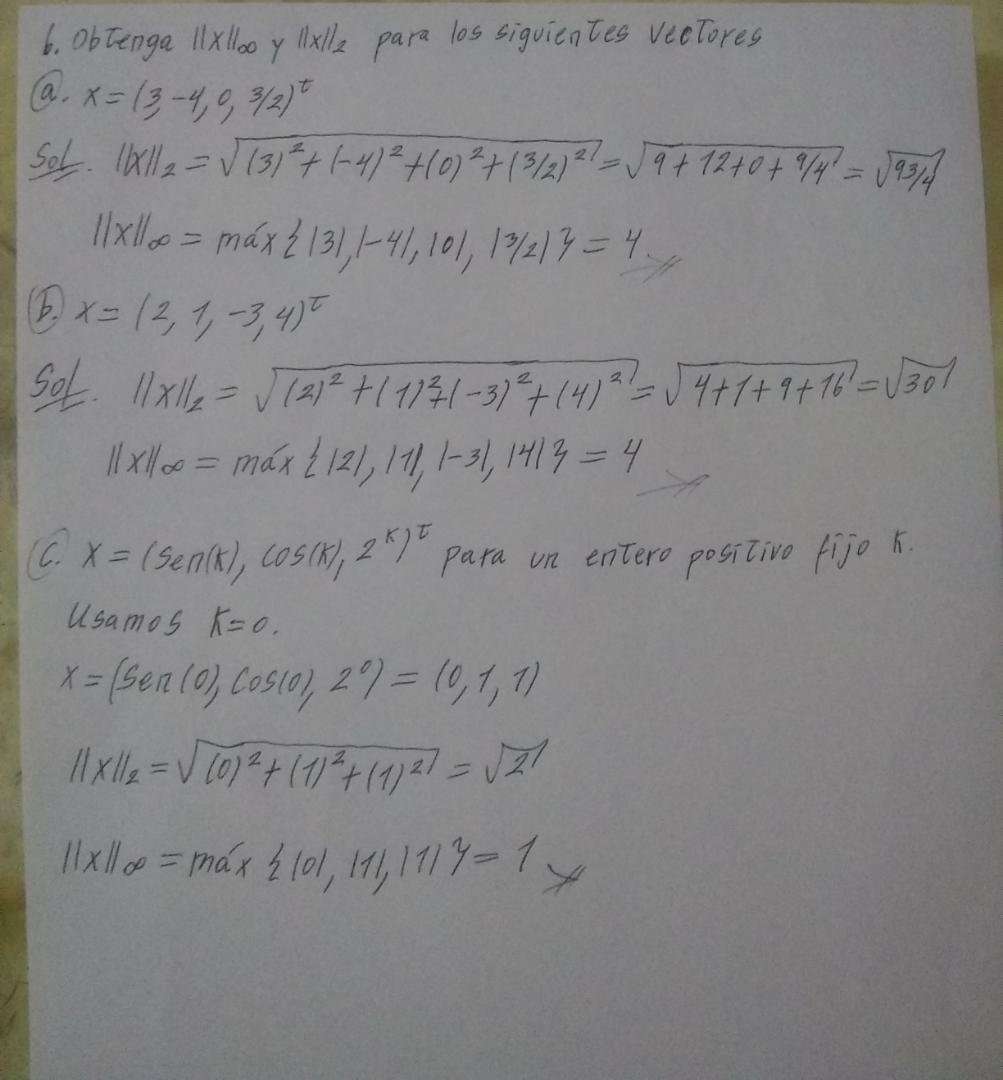 6. Obtenga ||x||∞ y ||x||₂ para los siguientes vectores
ⓐ. x = (3, -4, 0, 3/2)ᵗ
Sol. ||x||₂ = √((3)² + (-4)² + (0)² + (3/2)²) = √(9 + 12 + 0 + 9/4) = √(93/4)
||x||∞ = máx {|3|, |-4|, |0|, |3/2|} = 4
ⓑ. x = (2, 1, -3, 4)ᵗ
Sol. ||x||₂ = √((2)² + (1)² + (-3)² + (4)²) = √(4 + 1 + 9 + 16) = √30
||x||∞ = máx {|2|, |1|, |-3|, |4|} = 4
ⓒ. x = (Sen(k), cos(k), 2ᵏ)ᵗ para un entero positivo fijo k.
Usamos k=0.
x = (Sen(0), Cos(0), 2⁰) = (0, 1, 1)
||x||₂ = √((0)² + (1)² + (1)²) = √2
||x||∞ = máx {|0|, |1|, |1|} = 1